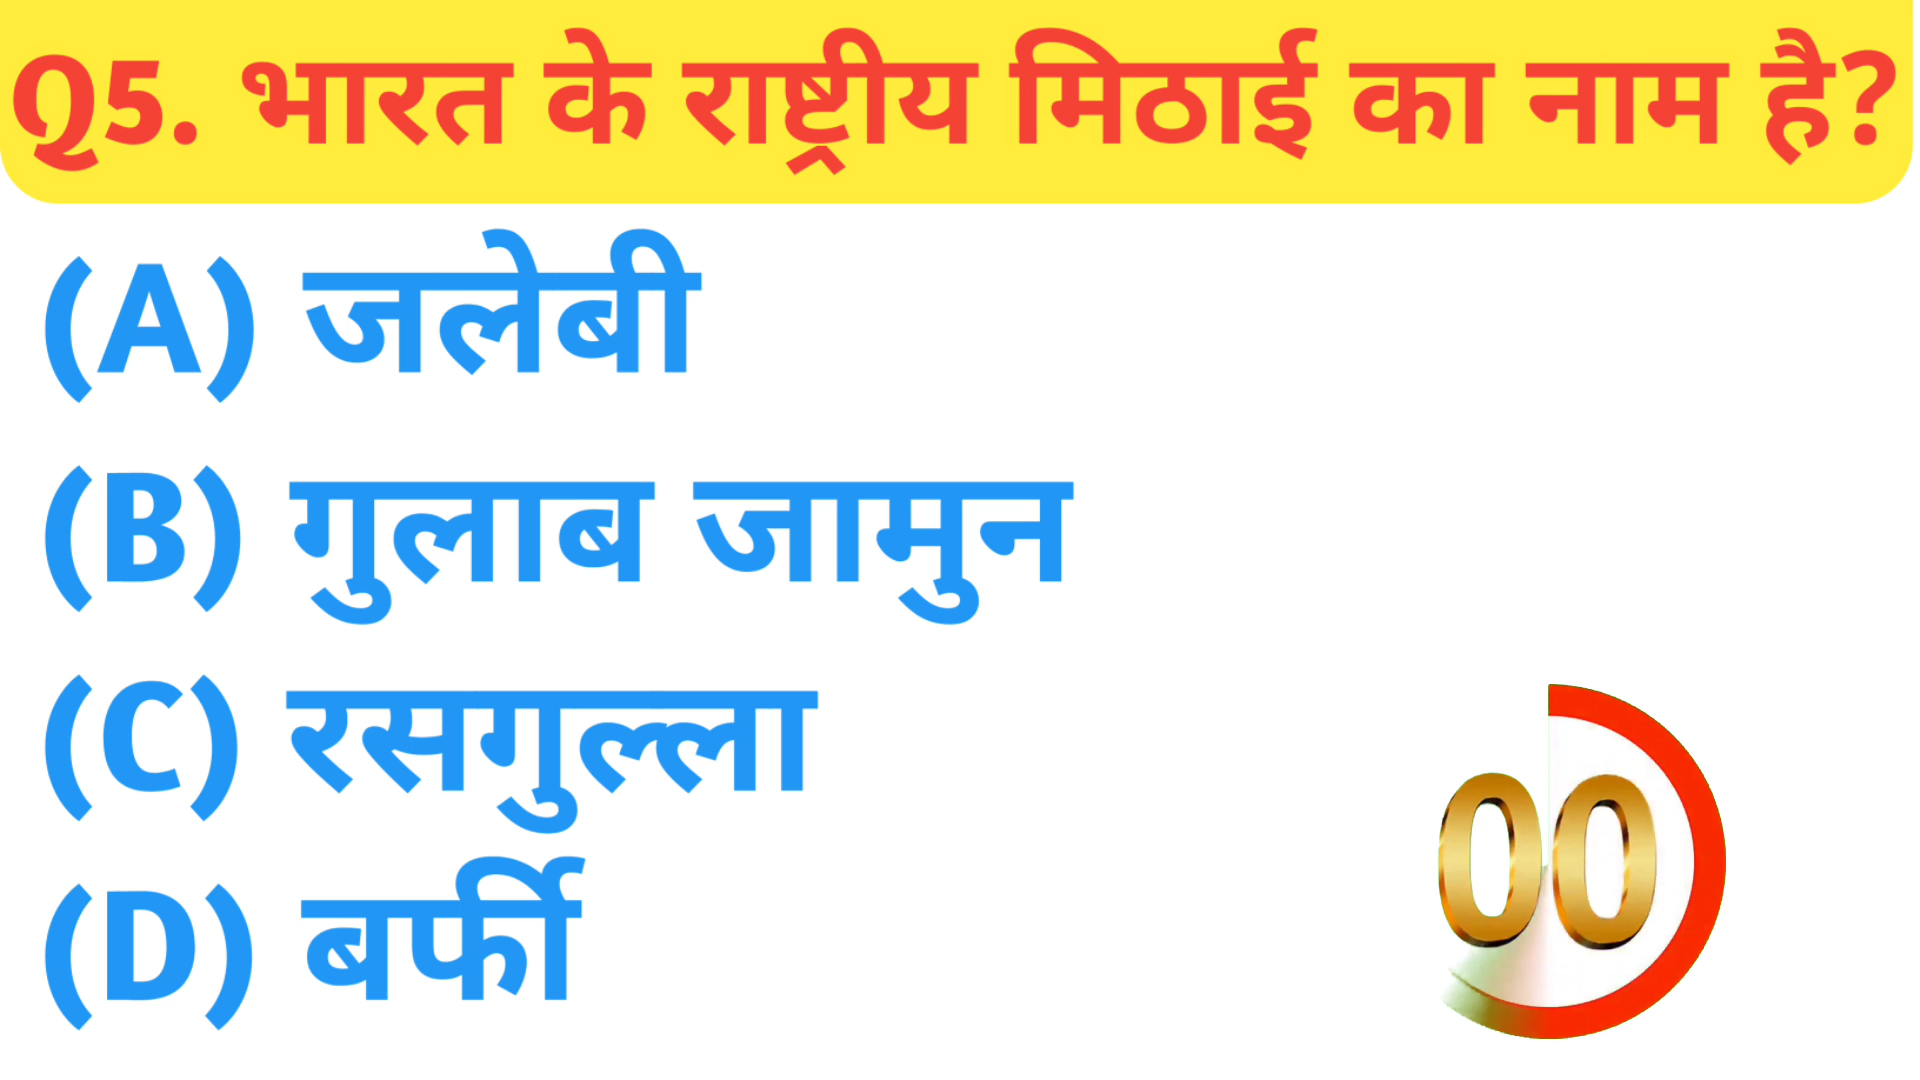 Q5. भारत के राष्ट्रीय मिठाई का नाम है?
(A) जलेबी
(B) गुलाब जामुन
(C) रसगुल्ला
(D) बर्फी
00